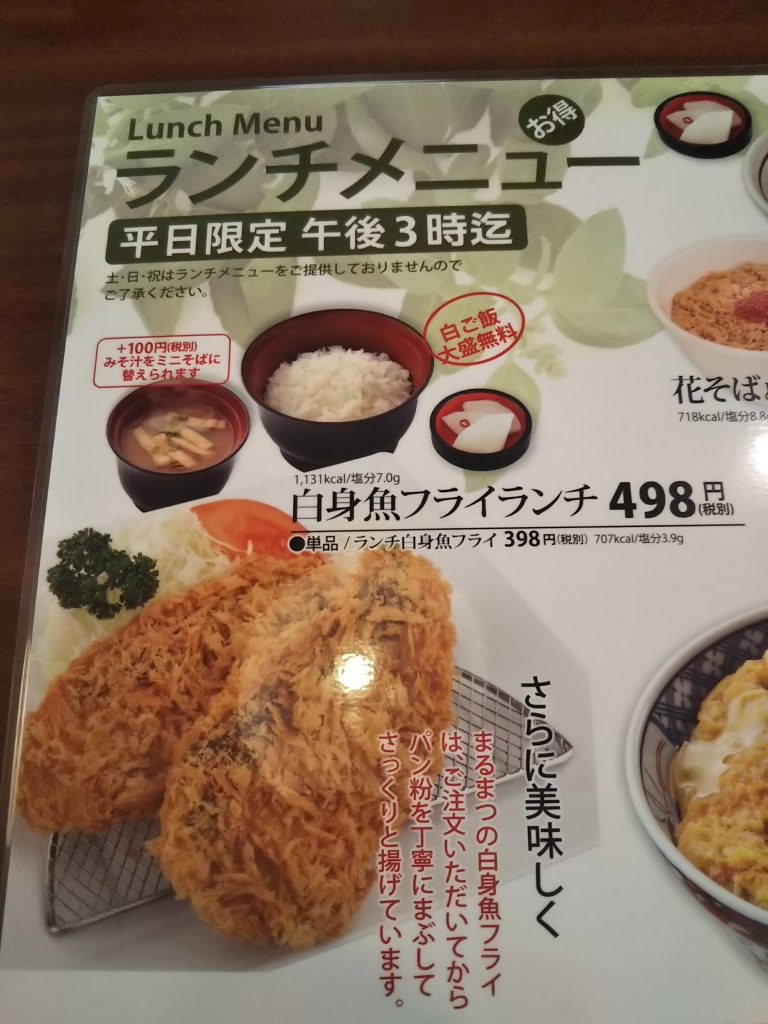 Lunch Menu
ランチメニュー
お得
平日限定 午後3時迄
土・日・祝はランチメニューをご提供しておりませんので
ご了承ください。
+100円(税別)
みそ汁をミニそばに
替えられます
白ご飯
大盛無料
花そば
718kcal/塩分8.8
1,131kcal/塩分7.0g
白身魚フライランチ 498円(税別)
●単品/ランチ白身魚フライ 398円(税別) 707kcal/塩分3.9g
さらに美味しく
まるまつの白身魚フライ
は、ご注文いただいてから
パン粉を丁寧にまぶして
さっくりと揚げています。